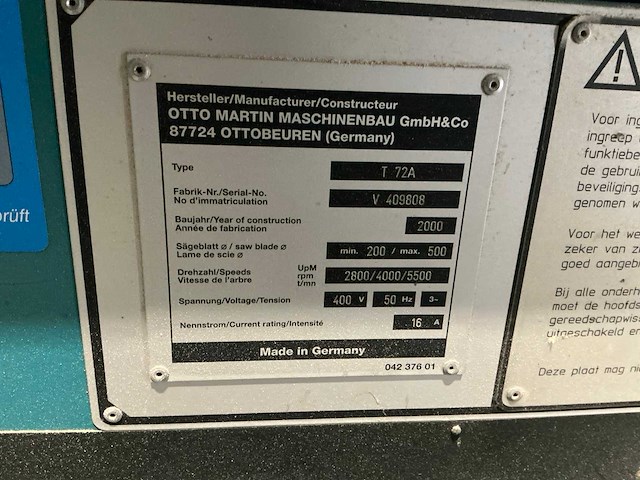 Hersteller/Manufacturer/Constructeur
OTTO MARTIN MASCHINENBAU GmbH&Co
87724 OTTOBEUREN (Germany)
Type T 72A
Fabrik-Nr./Serial-No.
No d'immatriculation V 409808
Baujahr/Year of construction
Année de fabrication 2000
Sägeblatt ø / saw blade ø
Lame de scie ø min. 200 / max. 500
Drehzahl/Speeds UpM
Vitesse de l'arbre rpm 2800/4000/5500
t/mn
Spannung/Voltage/Tension 400 V 50 Hz 3~
Nennstrom/Current rating/Intensité 16 A
Made in Germany
042 376 01
prüft
Voor
ingreep
funktiebe
de gebrui
beveiliging
genomen w
Voor het we
zeker van z
goed aangeb
Bij alle onderh
moet de hoofds
gereedschapwis
uitgeschakeld e
Deze plaat mag